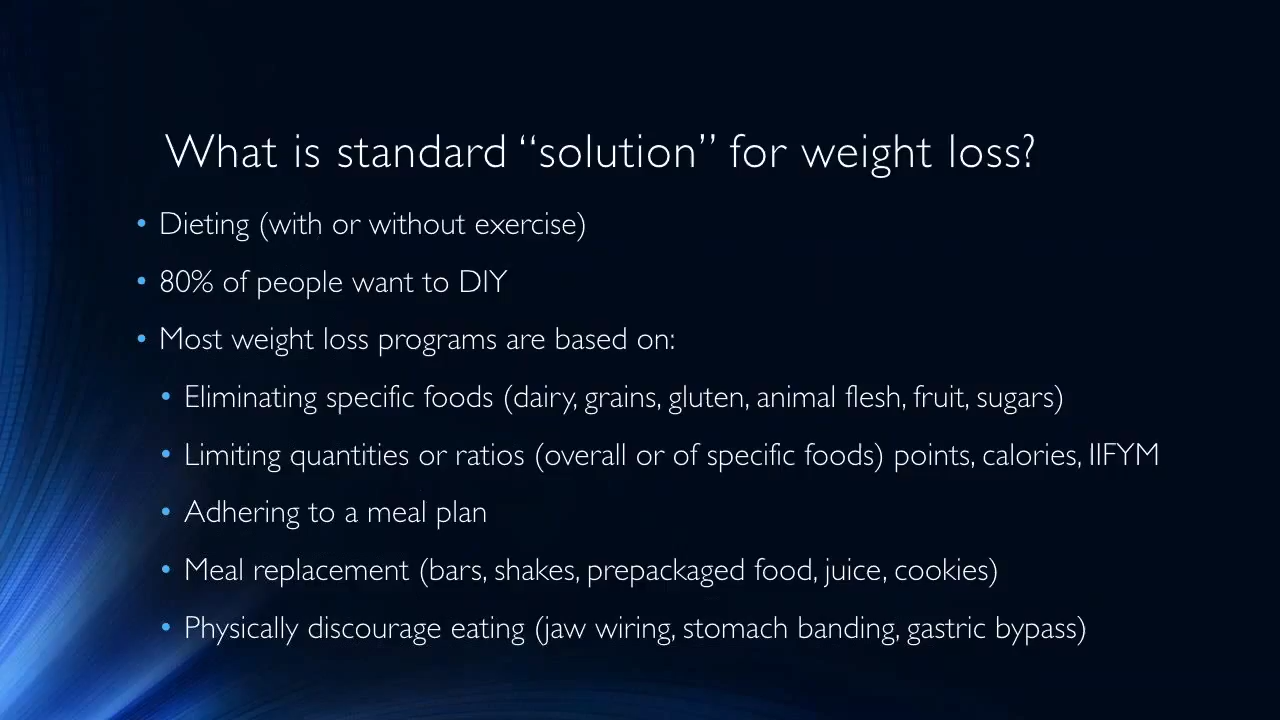 What is standard “solution” for weight loss?
• Dieting (with or without exercise)
• 80% of people want to DIY
• Most weight loss programs are based on:
• Eliminating specific foods (dairy, grains, gluten, animal flesh, fruit, sugars)
• Limiting quantities or ratios (overall or of specific foods) points, calories, IIFYM
• Adhering to a meal plan
• Meal replacement (bars, shakes, prepackaged food, juice, cookies)
• Physically discourage eating (jaw wiring, stomach banding, gastric bypass)